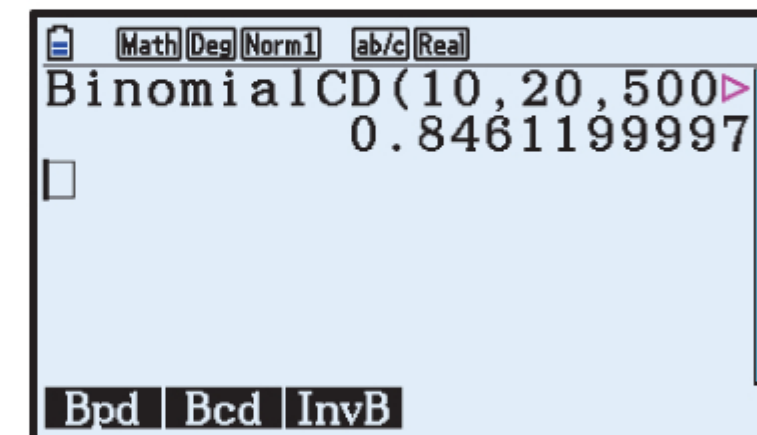 Math Deg Norm1 ab/c Real
BinomialCD(10,20,500▷
0.8461199997
Bpd Bcd InvB